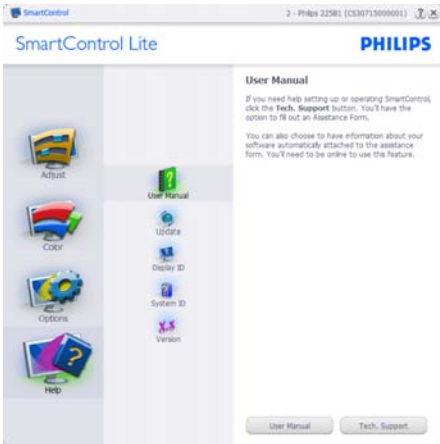 SmartControl
2 - Philips 225B1 (CS30715000001)
SmartControl Lite
PHILIPS
Adjust
Color
Options
Help
User Manual
Update
Display ID
System ID
Version
User Manual
If you need help setting up or operating SmartControl,
click the Tech. Support button. You'll have the
option to fill out an Assistance Form.
You can also choose to have information about your
software automatically attached to the assistance
form. You'll need to be online to use the feature.
User Manual
Tech. Support